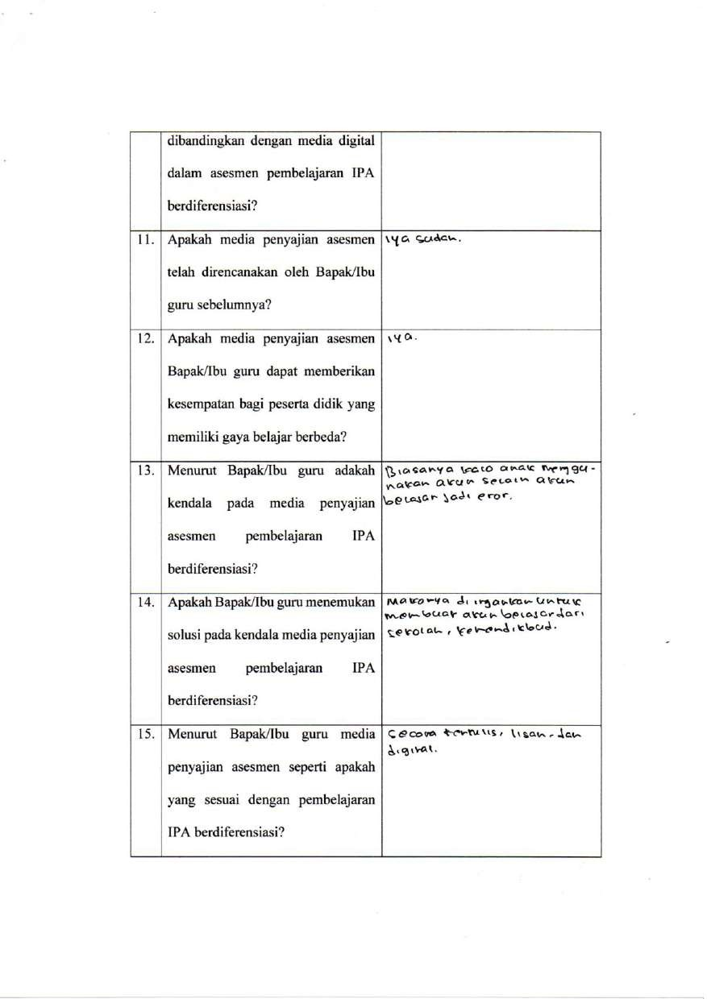 dibandingkan dengan media digital
dalam asesmen pembelajaran IPA
berdiferensiasi?
11. Apakah media penyajian asesmen
telah direncanakan oleh Bapak/Ibu
guru sebelumnya?
iya sudah.
12. Apakah media penyajian asesmen
Bapak/Ibu guru dapat memberikan
kesempatan bagi peserta didik yang
memiliki gaya belajar berbeda?
iya.
13. Menurut Bapak/Ibu guru adakah
kendala pada media penyajian
asesmen pembelajaran IPA
berdiferensiasi?
Biasanya kalo anak menggu-
nakan akun selain akun
belajar jadi eror.
14. Apakah Bapak/Ibu guru menemukan
solusi pada kendala media penyajian
asesmen pembelajaran IPA
berdiferensiasi?
Makanya di ingatkan untuk
membuat akun belajar dari
sekolah, kemendikbud.
15. Menurut Bapak/Ibu guru media
penyajian asesmen seperti apakah
yang sesuai dengan pembelajaran
IPA berdiferensiasi?
Secara tertulis, lisan, dan
digital.